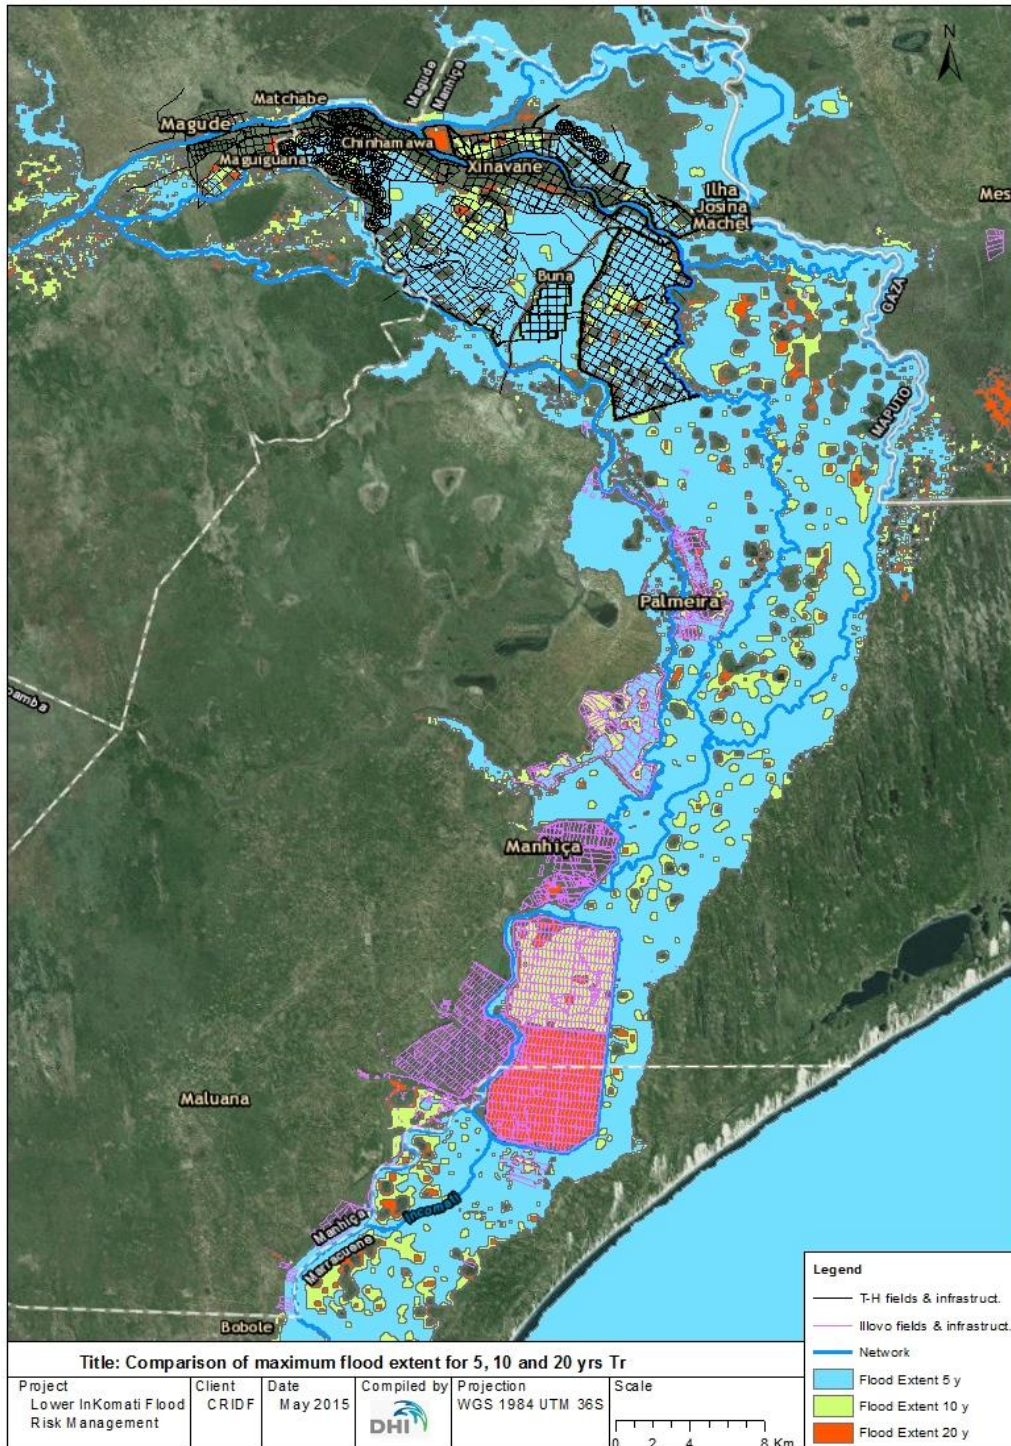 N
Magude
Manhiça
Matchabe
Magude
Chinhamawa
Maguiguana
Xinavane
Ilha
Josina
Machel
Mes
Buna
GAZA
MAPUTO
Palmeira
Manhiça
Maluana
Incomati
Manhiça
Marracuene
Bobole
Legend
T-H fields & infrastruct.
Illovo fields & infrastruct.
Network
Flood Extent 5 y
Flood Extent 10 y
Flood Extent 20 y
Title: Comparison of maximum flood extent for 5, 10 and 20 yrs Tr
Project
Lower InKomati Flood
Risk Management
Client
CRIDF
Date
May 2015
Compiled by
DHI
Projection
WGS 1984 UTM 36S
Scale
0 2 4 8 Km